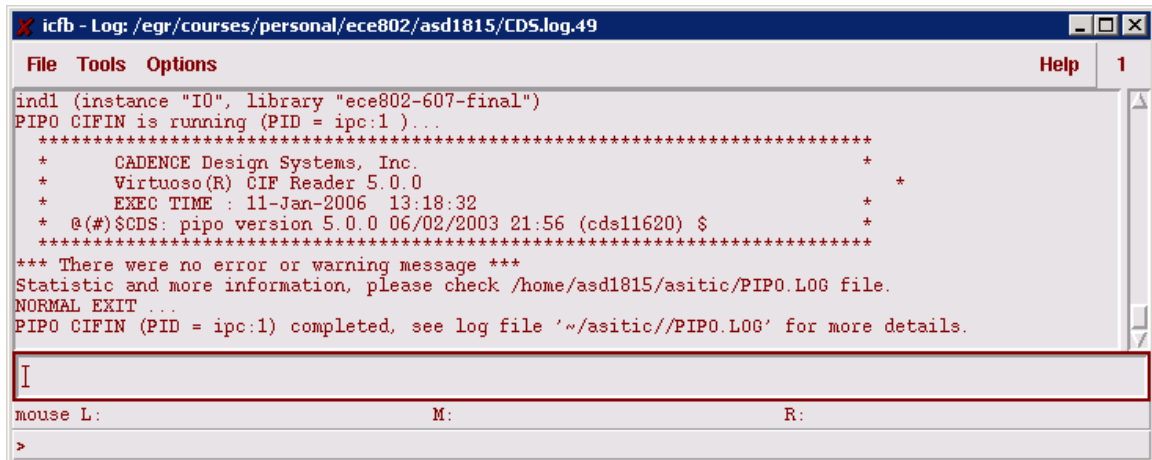 icfb - Log: /egr/courses/personal/ece802/asd1815/CDS.log.49
File Tools Options Help 1
ind1 (instance "I0", library "ece802-607-final")
PIPO CIFIN is running (PID = ipc:1 )...
*****************************************************************************
* CADENCE Design Systems, Inc. *
* Virtuoso(R) CIF Reader 5.0.0 *
* EXEC TIME : 11-Jan-2006 13:18:32 *
* @(#)$CDS: pipo version 5.0.0 06/02/2003 21:56 (cds11620) $ *
*****************************************************************************
*** There were no error or warning message ***
Statistic and more information, please check /home/asd1815/asitic/PIPO.LOG file.
NORMAL EXIT ...
PIPO CIFIN (PID = ipc:1) completed, see log file '~/asitic//PIPO.LOG' for more details.
mouse L: M: R:
>